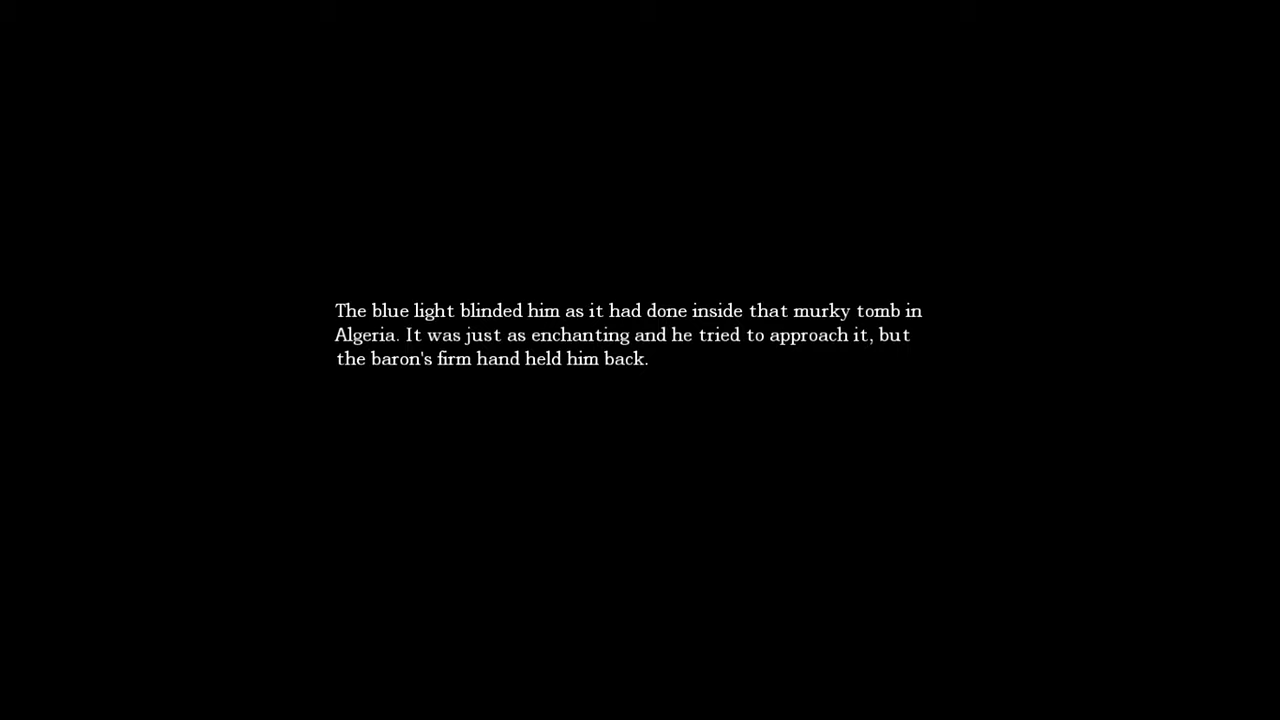 The blue light blinded him as it had done inside that murky tomb in
Algeria. It was just as enchanting and he tried to approach it, but
the baron's firm hand held him back.